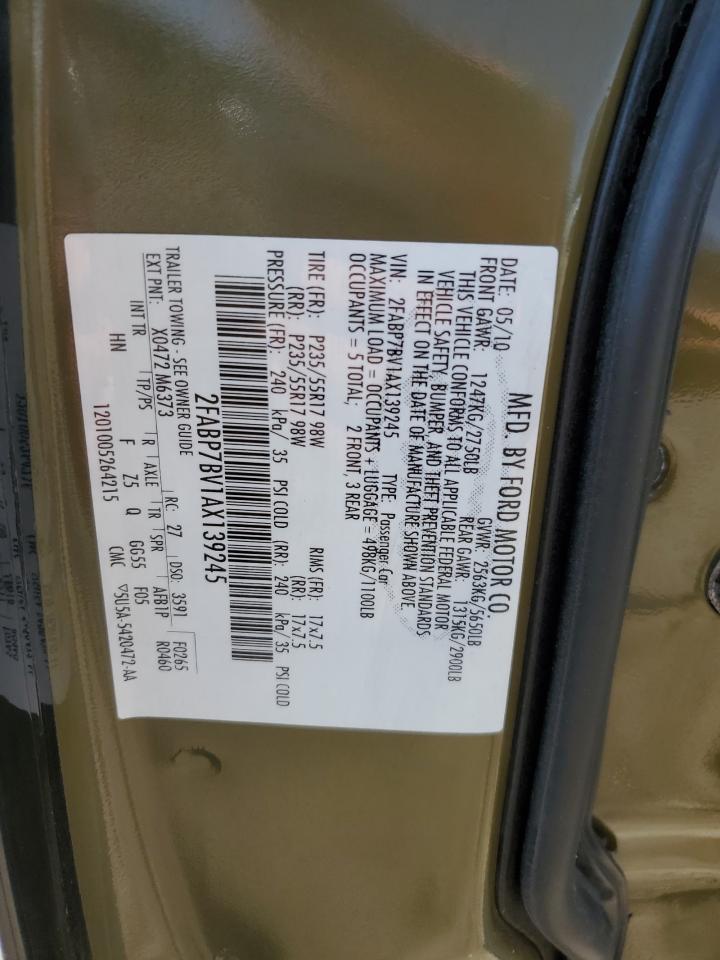 MFD. BY FORD MOTOR CO.
DATE: 05/10 GVWR: 2563KG/5650LB
FRONT GAWR: 1247KG/2750LB REAR GAWR: 1315KG/2900LB
THIS VEHICLE CONFORMS TO ALL APPLICABLE FEDERAL MOTOR
VEHICLE SAFETY, BUMPER, AND THEFT PREVENTION STANDARDS
IN EFFECT ON THE DATE OF MANUFACTURE SHOWN ABOVE.
VIN: 2FABP7BV1AX139245 TYPE: Passenger Car
MAXIMUM LOAD = OCCUPANTS + LUGGAGE = 498KG/1100LB
OCCUPANTS = 5 TOTAL; 2 FRONT, 3 REAR
TIRE (FR): P235/55R17 98W RIMS (FR): 17x7.5
(RR): P235/55R17 98W (RR): 17x7.5
PRESSURE (FR): 240 kPa/ 35 PSI COLD (RR): 240 kPa/ 35 PSI COLD
2FABP7BV1AX139245
TRAILER TOWING - SEE OWNER GUIDE F0265
EXT PNT: X0472 M6373 RC: 27 DSO: 3591 R0460
INT TR TP/PS R AXLE TR SPR AFB1P
HN F Z5 Q GG55 F05
120100526421​5 CMC ▽5U5A-5420472-AA